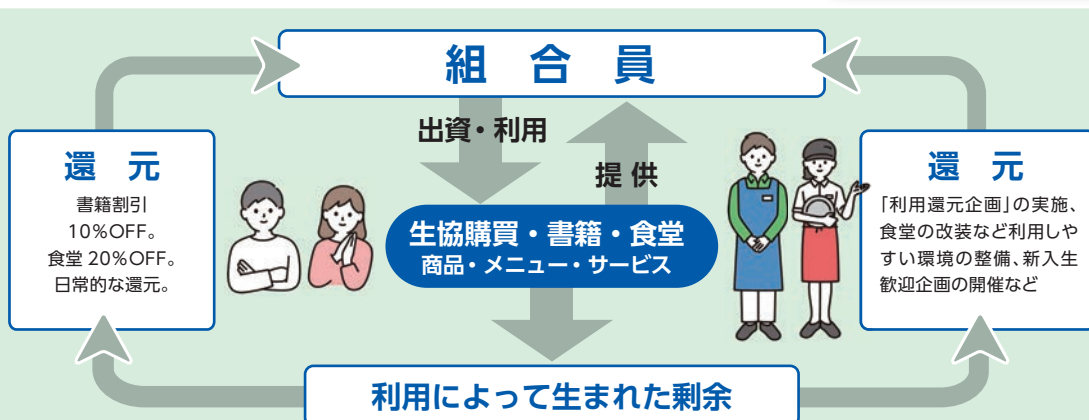 組合員
出資・利用
提供
還元
書籍割引
10%OFF。
食堂 20%OFF。
日常的な還元。
生協購買・書籍・食堂
商品・メニュー・サービス
還元
「利用還元企画」の実施、
食堂の改装など利用しや
すい環境の整備、新入生
歓迎企画の開催など
利用によって生まれた剰余